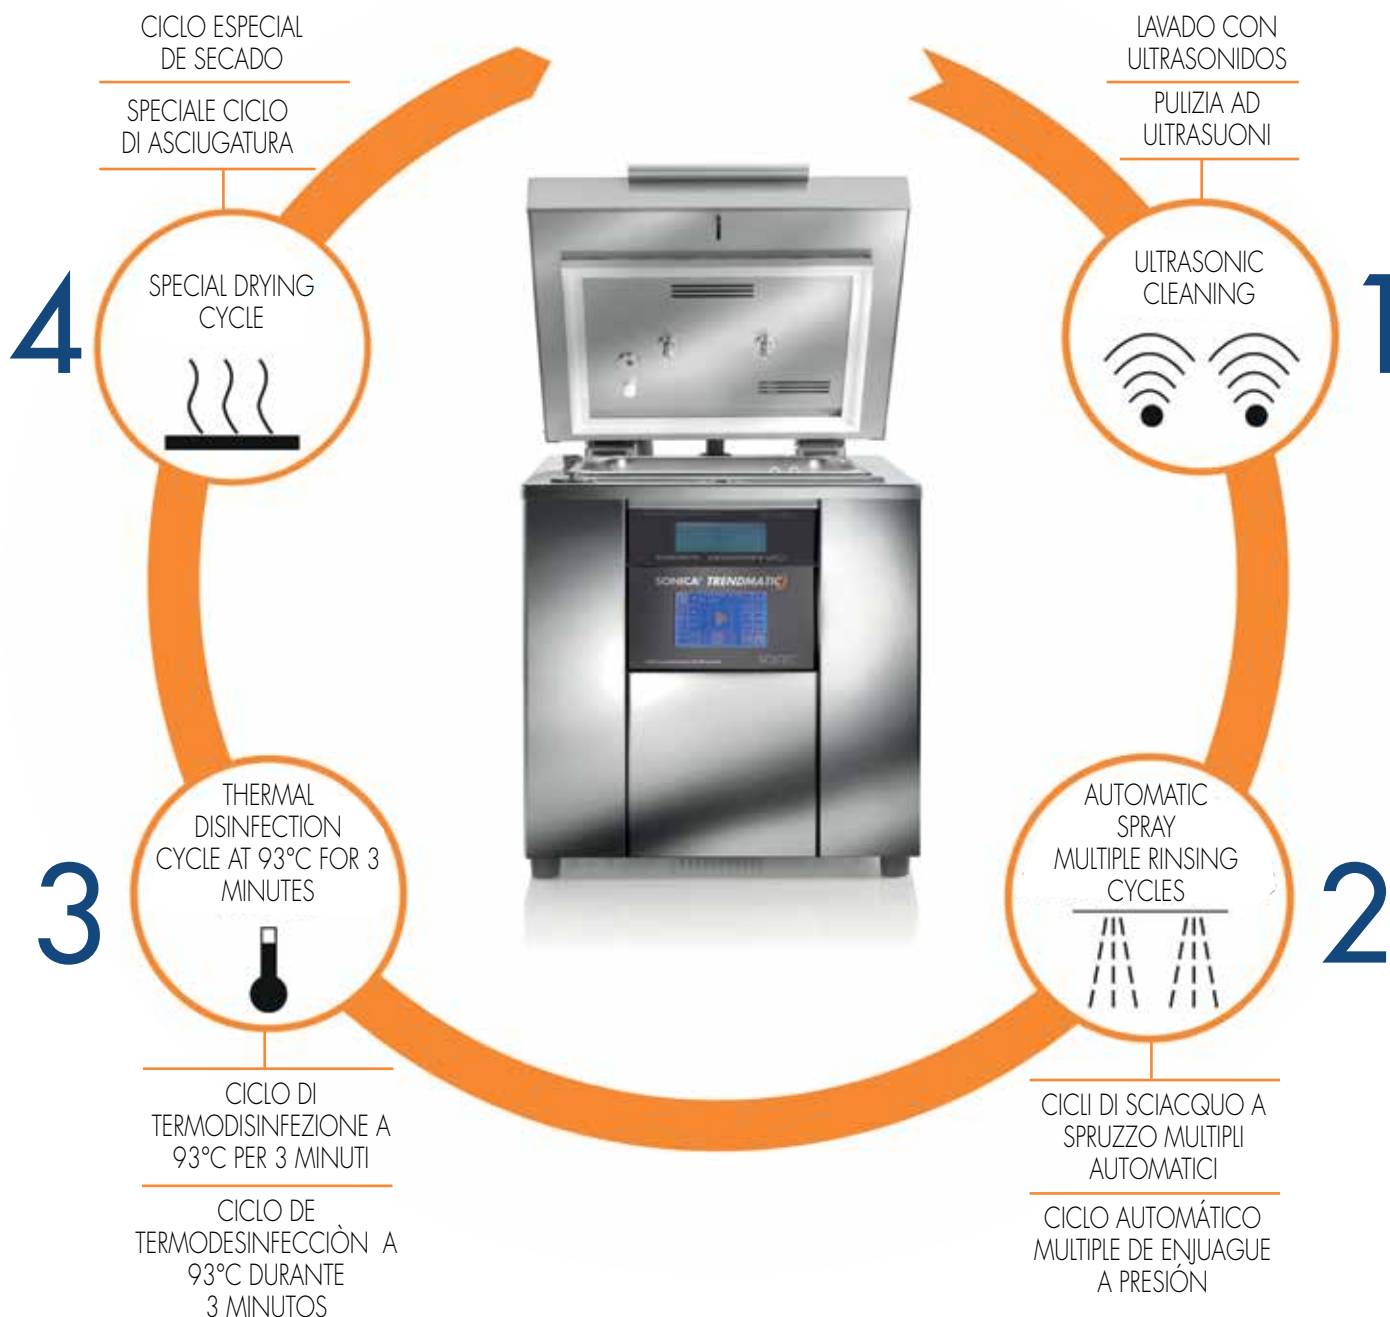 CICLO ESPECIAL
DE SECADO
SPECIALE CICLO
DI ASCIUGATURA
4
SPECIAL DRYING
CYCLE
LAVADO CON
ULTRASONIDOS
PULIZIA AD
ULTRASUONI
ULTRASONIC
CLEANING
1
SONICA® TRENDMATIC
3
THERMAL
DISINFECTION
CYCLE AT 93°C FOR 3
MINUTES
CICLO DI
TERMODISINFEZIONE A
93°C PER 3 MINUTI
CICLO DE
TERMODESINFECCIÒN A
93°C DURANTE
3 MINUTOS
AUTOMATIC
SPRAY
MULTIPLE RINSING
CYCLES
2
CICLI DI SCIACQUO A
SPRUZZO MULTIPLI
AUTOMATICI
CICLO AUTOMÁTICO
MULTIPLE DE ENJUAGUE
A PRESIÓN